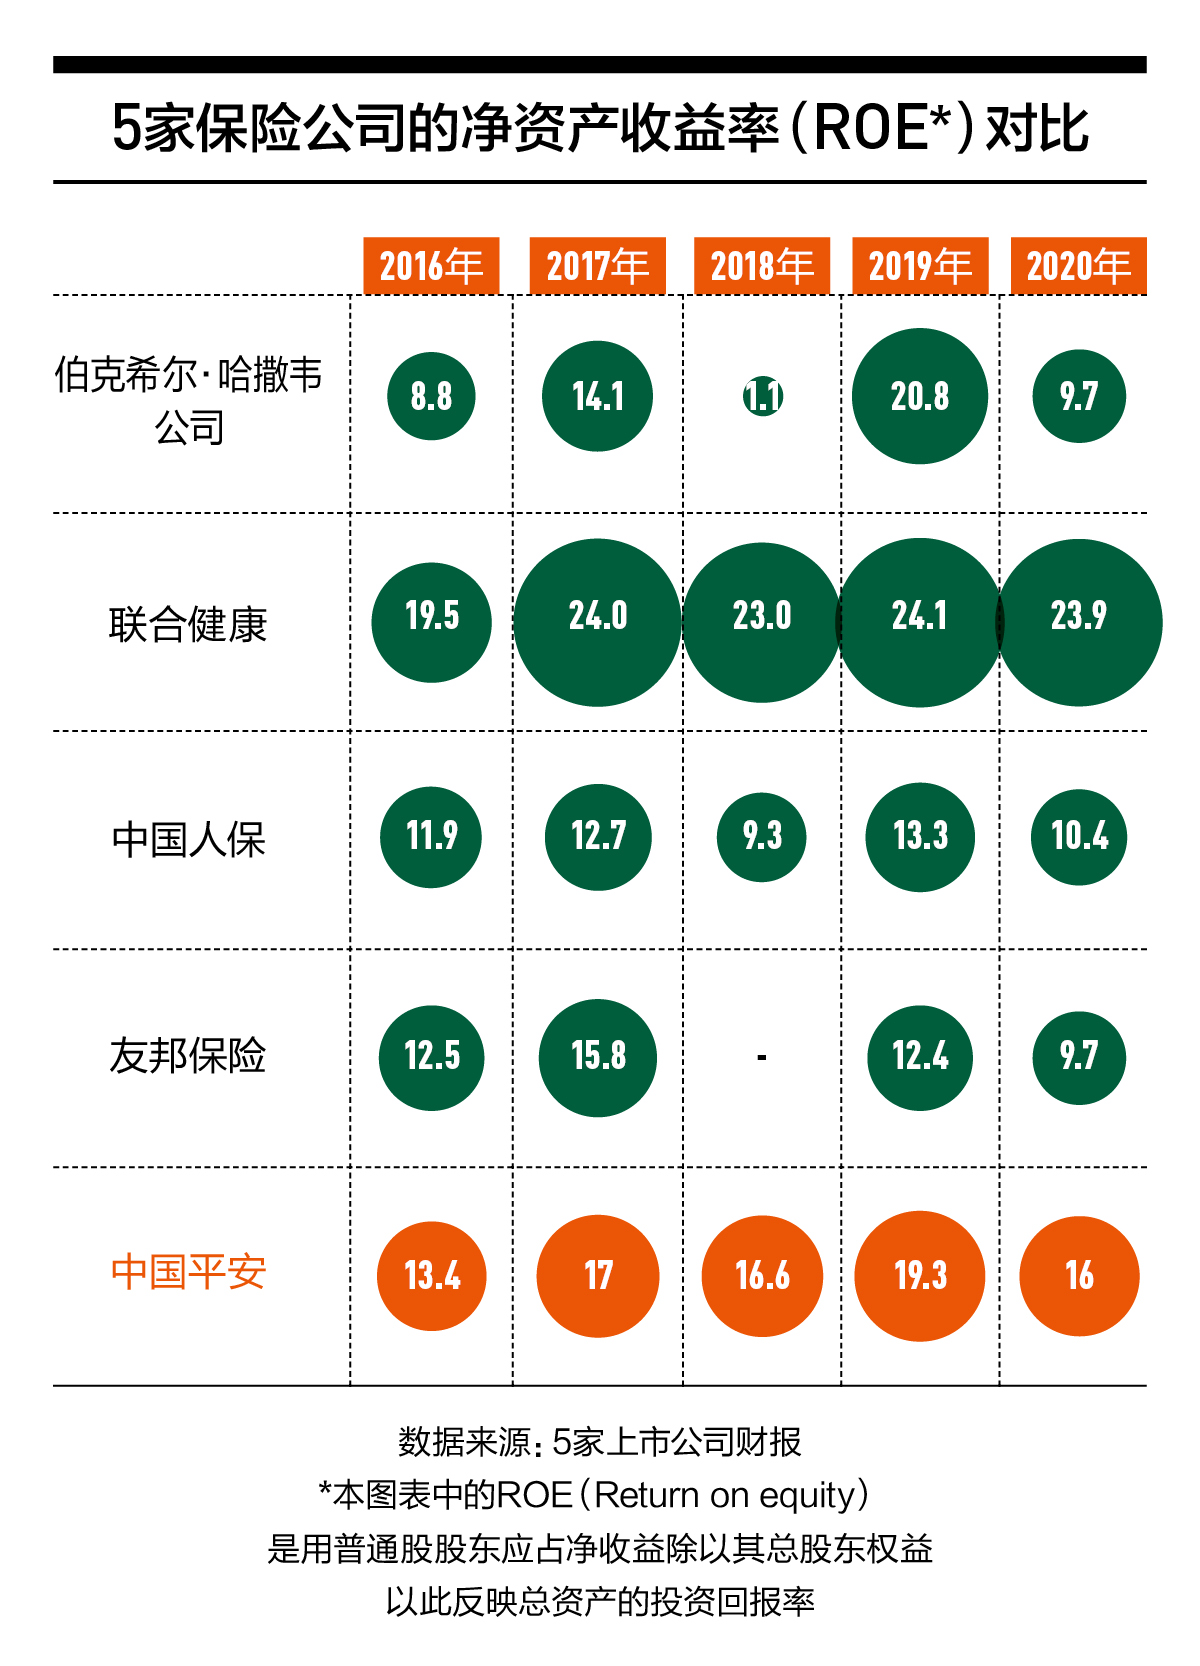 5家保险公司的净资产收益率（ROE*）对比
2016年 2017年 2018年 2019年 2020年
伯克希尔·哈撒韦
公司
8.8 14.1 1.1 20.8 9.7
联合健康 19.5 24.0 23.0 24.1 23.9
中国人保 11.9 12.7 9.3 13.3 10.4
友邦保险 12.5 15.8 - 12.4 9.7
中国平安 13.4 17 16.6 19.3 16
数据来源：5家上市公司财报
*本图表中的ROE（Return on equity）
是用普通股股东应占净收益除以其总股东权益
以此反映总资产的投资回报率